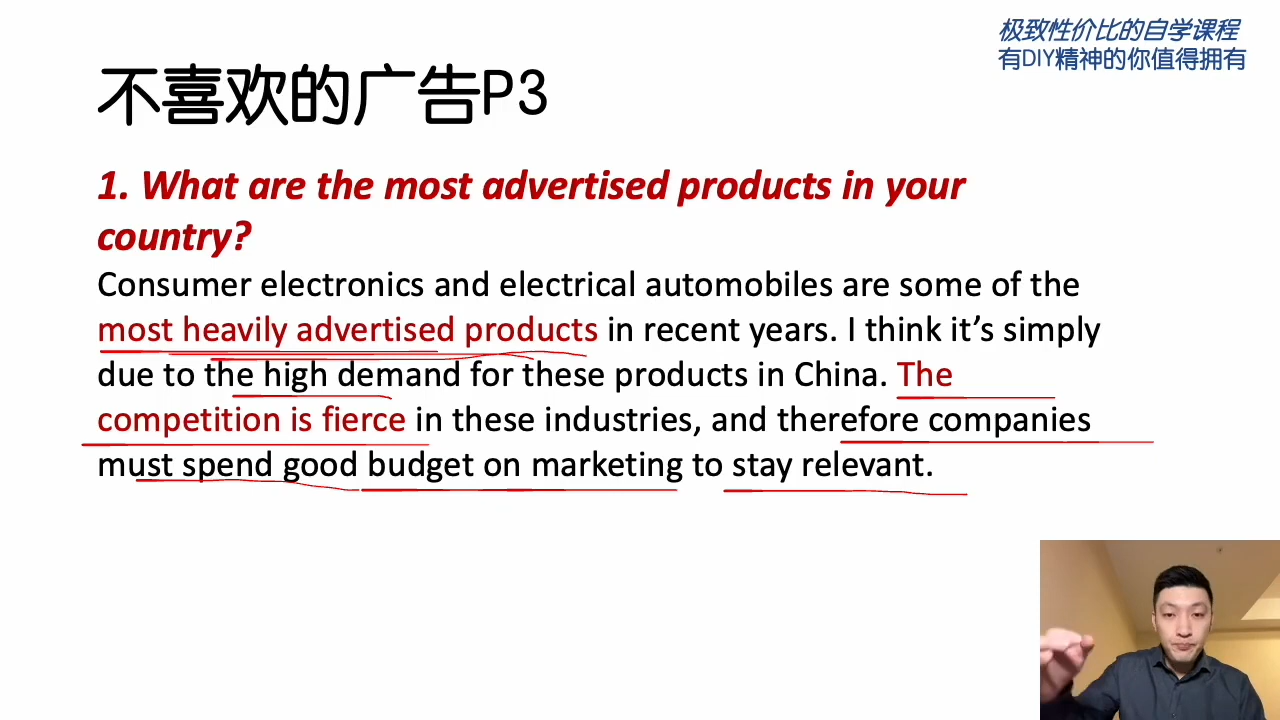 极致性价比的自学课程
有DIY精神的你值得拥有
不喜欢的广告P3
1. What are the most advertised products in your
country?
Consumer electronics and electrical automobiles are some of the
most heavily advertised products in recent years. I think it’s simply
due to the high demand for these products in China. The
competition is fierce in these industries, and therefore companies
must spend good budget on marketing to stay relevant.